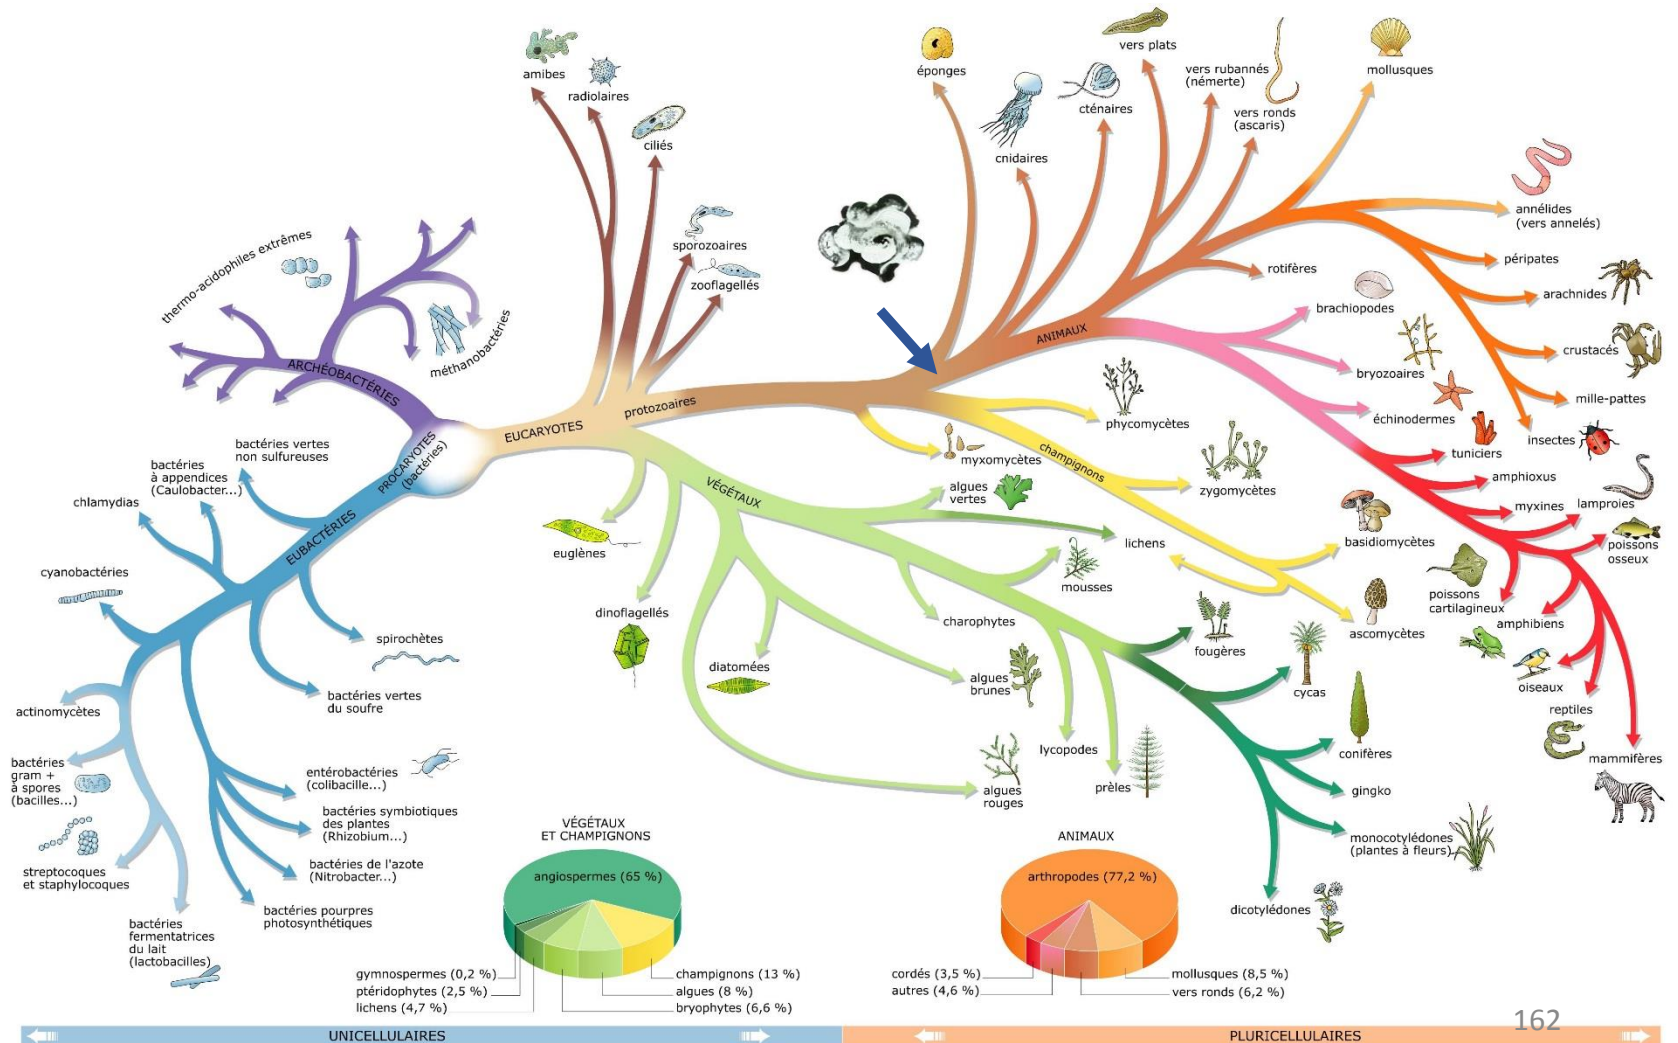 amibes
radiolaires
ciliés
sporozoaires
zooflagellés
éponges
cnidaires
cténaires
vers plats
vers rubannés
(némerte)
vers ronds
(ascaris)
mollusques
annélides
(vers annelés)
péripates
arachnides
crustacés
mille-pattes
insectes
rotifères
brachiopodes
bryozoaires
échinodermes
tuniciers
amphioxus
myxines
lamproies
poissons
osseux
poissons
cartilagineux
amphibiens
oiseaux
reptiles
mammifères
ANIMAUX
thermo-acidophiles extrêmes
méthanobactéries
ARCHÉOBACTÉRIES
PROCARYOTES
(bactéries)
EUBACTÉRIES
EUCARYOTES
protozoaires
VÉGÉTAUX
champignons
phycomycètes
myxomycètes
zygomycètes
basidiomycètes
ascomycètes
lichens
algues
vertes
mousses
charophytes
euglènes
dinoflagellés
diatomées
algues
brunes
algues
rouges
lycopodes
prèles
fougères
cycas
conifères
gingko
monocotylédones
(plantes à fleurs)
dicotylédones
bactéries vertes
non sulfureuses
bactéries
à appendices
(Caulobacter...)
chlamydias
cyanobactéries
spirochètes
bactéries vertes
du soufre
actinomycètes
bactéries
gram +
à spores
(bacilles...)
streptocoques
et staphylocoques
bactéries
fermentatrices
du lait
(lactobacilles)
entérobactéries
(colibacille...)
bactéries symbiotiques
des plantes
(Rhizobium...)
bactéries de l'azote
(Nitrobacter...)
bactéries pourpres
photosynthétiques
VÉGÉTAUX
ET CHAMPIGNONS
angiospermes (65 %)
gymnospermes (0,2 %)
ptéridophytes (2,5 %)
lichens (4,7 %)
champignons (13 %)
algues (8 %)
bryophytes (6,6 %)
ANIMAUX
arthropodes (77,2 %)
cordés (3,5 %)
autres (4,6 %)
mollusques (8,5 %)
vers ronds (6,2 %)
162
UNICELLULAIRES
PLURICELLULAIRES